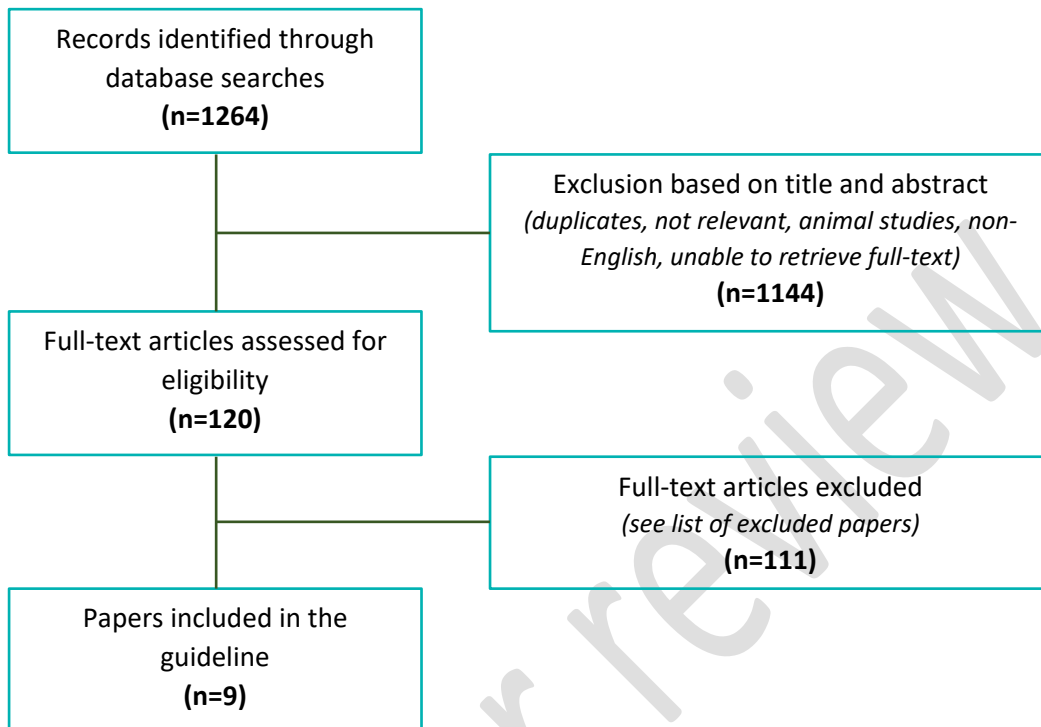 Records identified through
database searches
(n=1264)
Exclusion based on title and abstract
(duplicates, not relevant, animal studies, non-
English, unable to retrieve full-text)
(n=1144)
Full-text articles assessed for
eligibility
(n=120)
Full-text articles excluded
(see list of excluded papers)
(n=111)
Papers included in the
guideline
(n=9)
review